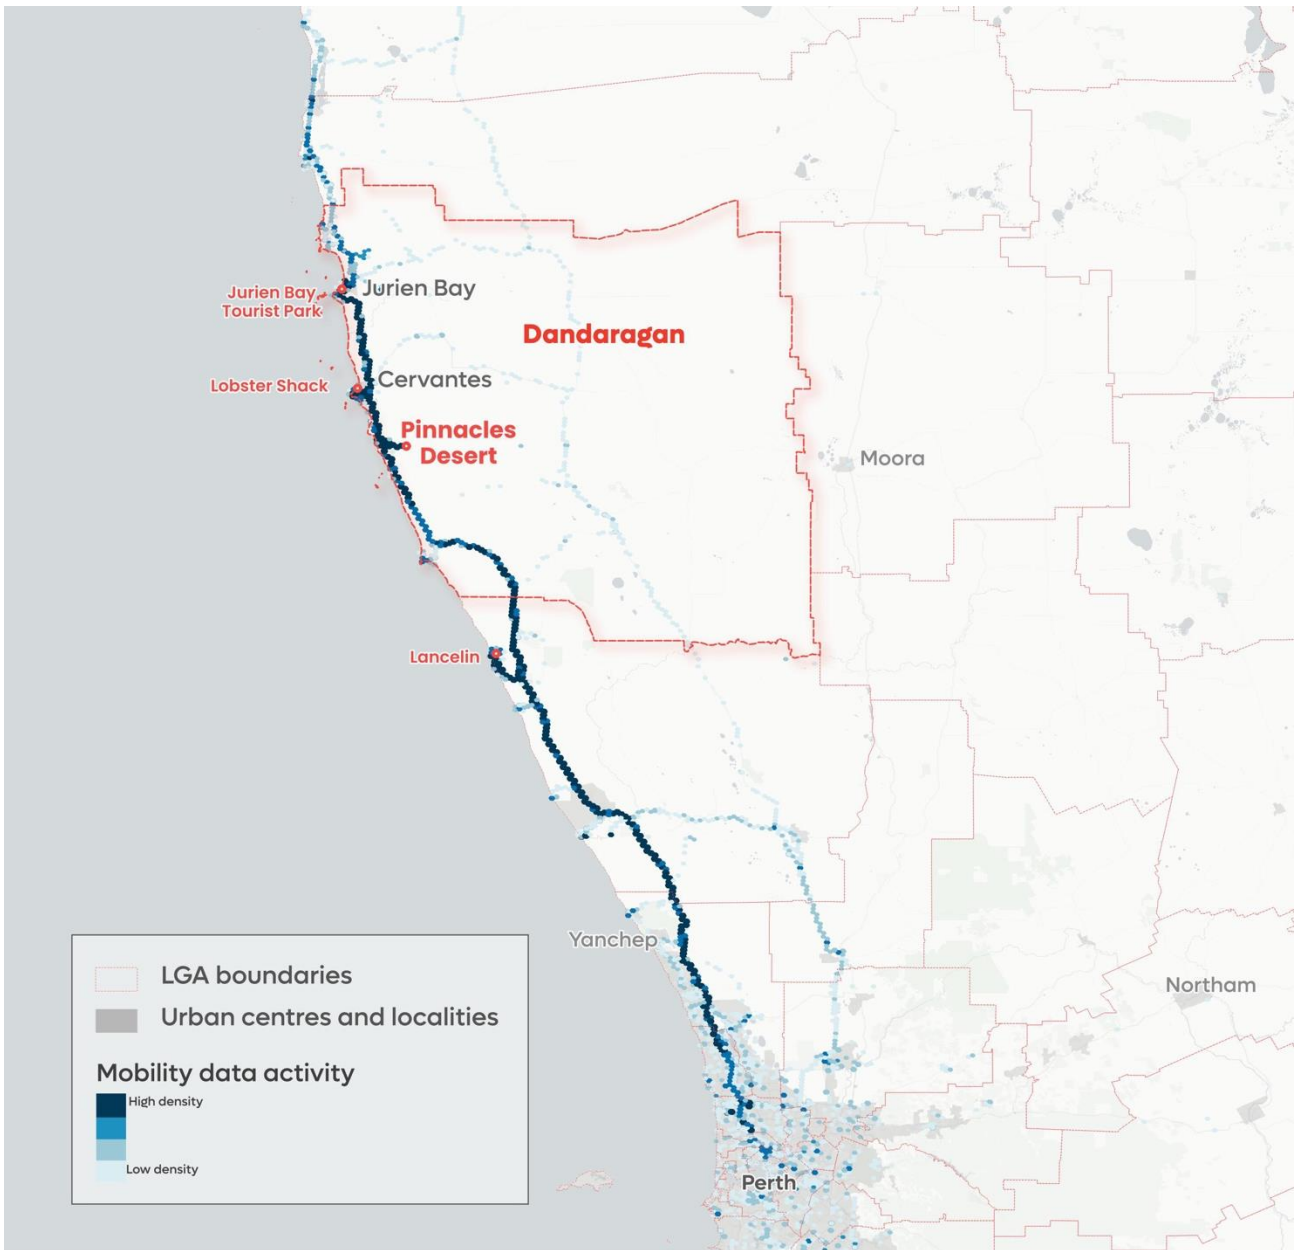 Jurien Bay
Jurien Bay
Tourist Park
Dandaragan
Cervantes
Lobster Shack
Pinnacles
Desert
Moora
Lancelin
Yanchep
Northam
Perth
LGA boundaries
Urban centres and localities
Mobility data activity
High density
Low density